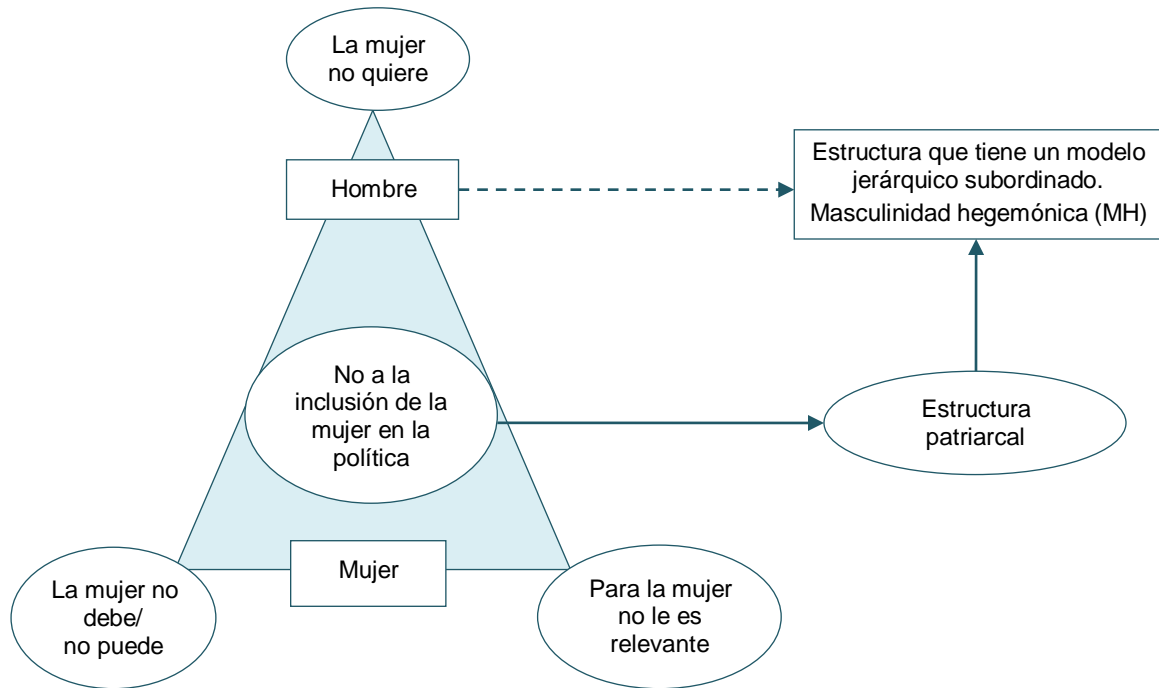 La mujer
no quiere
Hombre
Estructura que tiene un modelo
jerárquico subordinado.
Masculinidad hegemónica (MH)
No a la
inclusión de la
mujer en la
política
Estructura
patriarcal
Mujer
La mujer no
debe/
no puede
Para la mujer
no le es
relevante